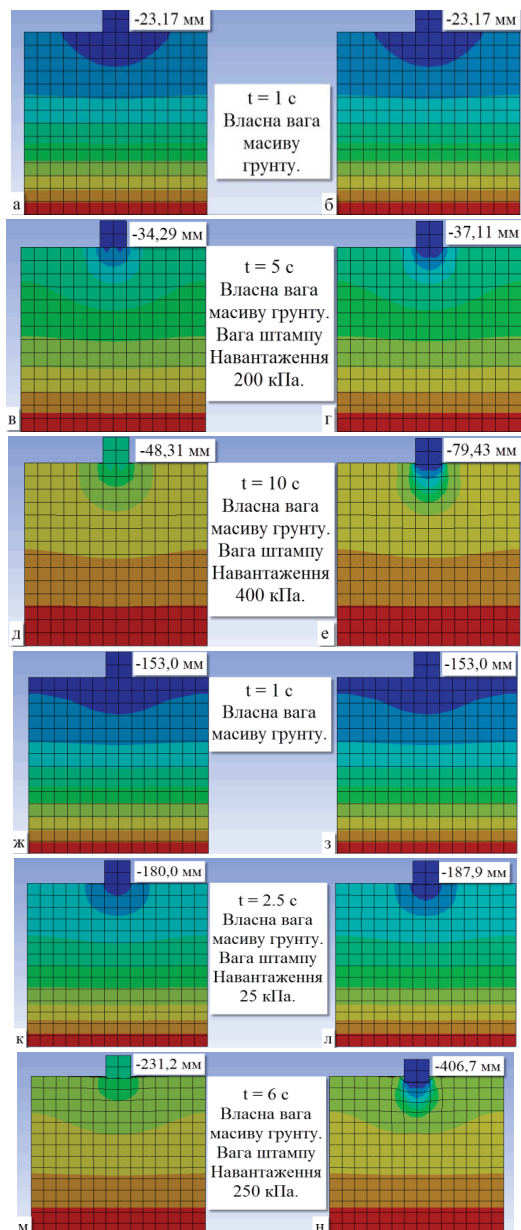 -23,17 мм
-23,17 мм
t = 1 с
Власна вага
масиву
грунту.
а
б
-34,29 мм
-37,11 мм
t = 5 с
Власна вага
масиву грунту.
Вага штампу
Навантаження
200 кПа.
в
г
-48,31 мм
-79,43 мм
t = 10 с
Власна вага
масиву грунту.
Вага штампу
Навантаження
400 кПа.
д
е
-153,0 мм
-153,0 мм
t = 1 с
Власна вага
масиву грунту.
ж
з
-180,0 мм
-187,9 мм
t = 2.5 с
Власна вага
масиву грунту.
Вага штампу
Навантаження
25 кПа.
к
л
-231,2 мм
-406,7 мм
t = 6 с
Власна вага
масиву грунту.
Вага штампу
Навантаження
250 кПа.
м
н